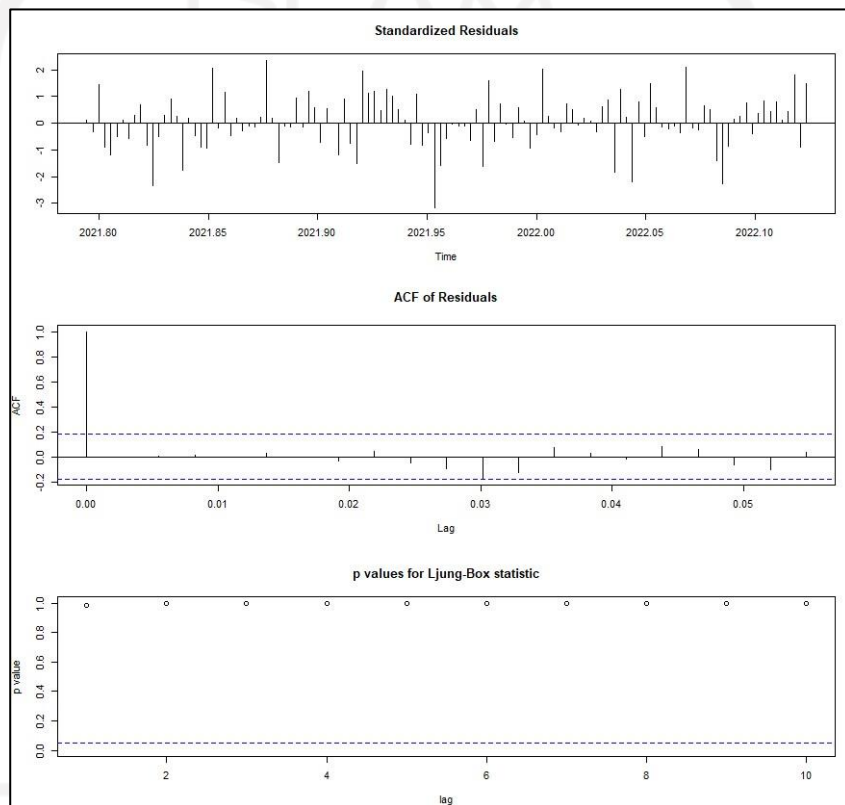 Standardized Residuals
2
1
0
-1
-2
-3
2021.80 2021.85 2021.90 2021.95 2022.00 2022.05 2022.10
Time
ACF of Residuals
ACF
1.0
0.8
0.6
0.4
0.2
0.0
-0.2
0.00 0.01 0.02 0.03 0.04 0.05
Lag
p values for Ljung-Box statistic
p value
1.0
0.8
0.6
0.4
0.2
0.0
2 4 6 8 10
lag